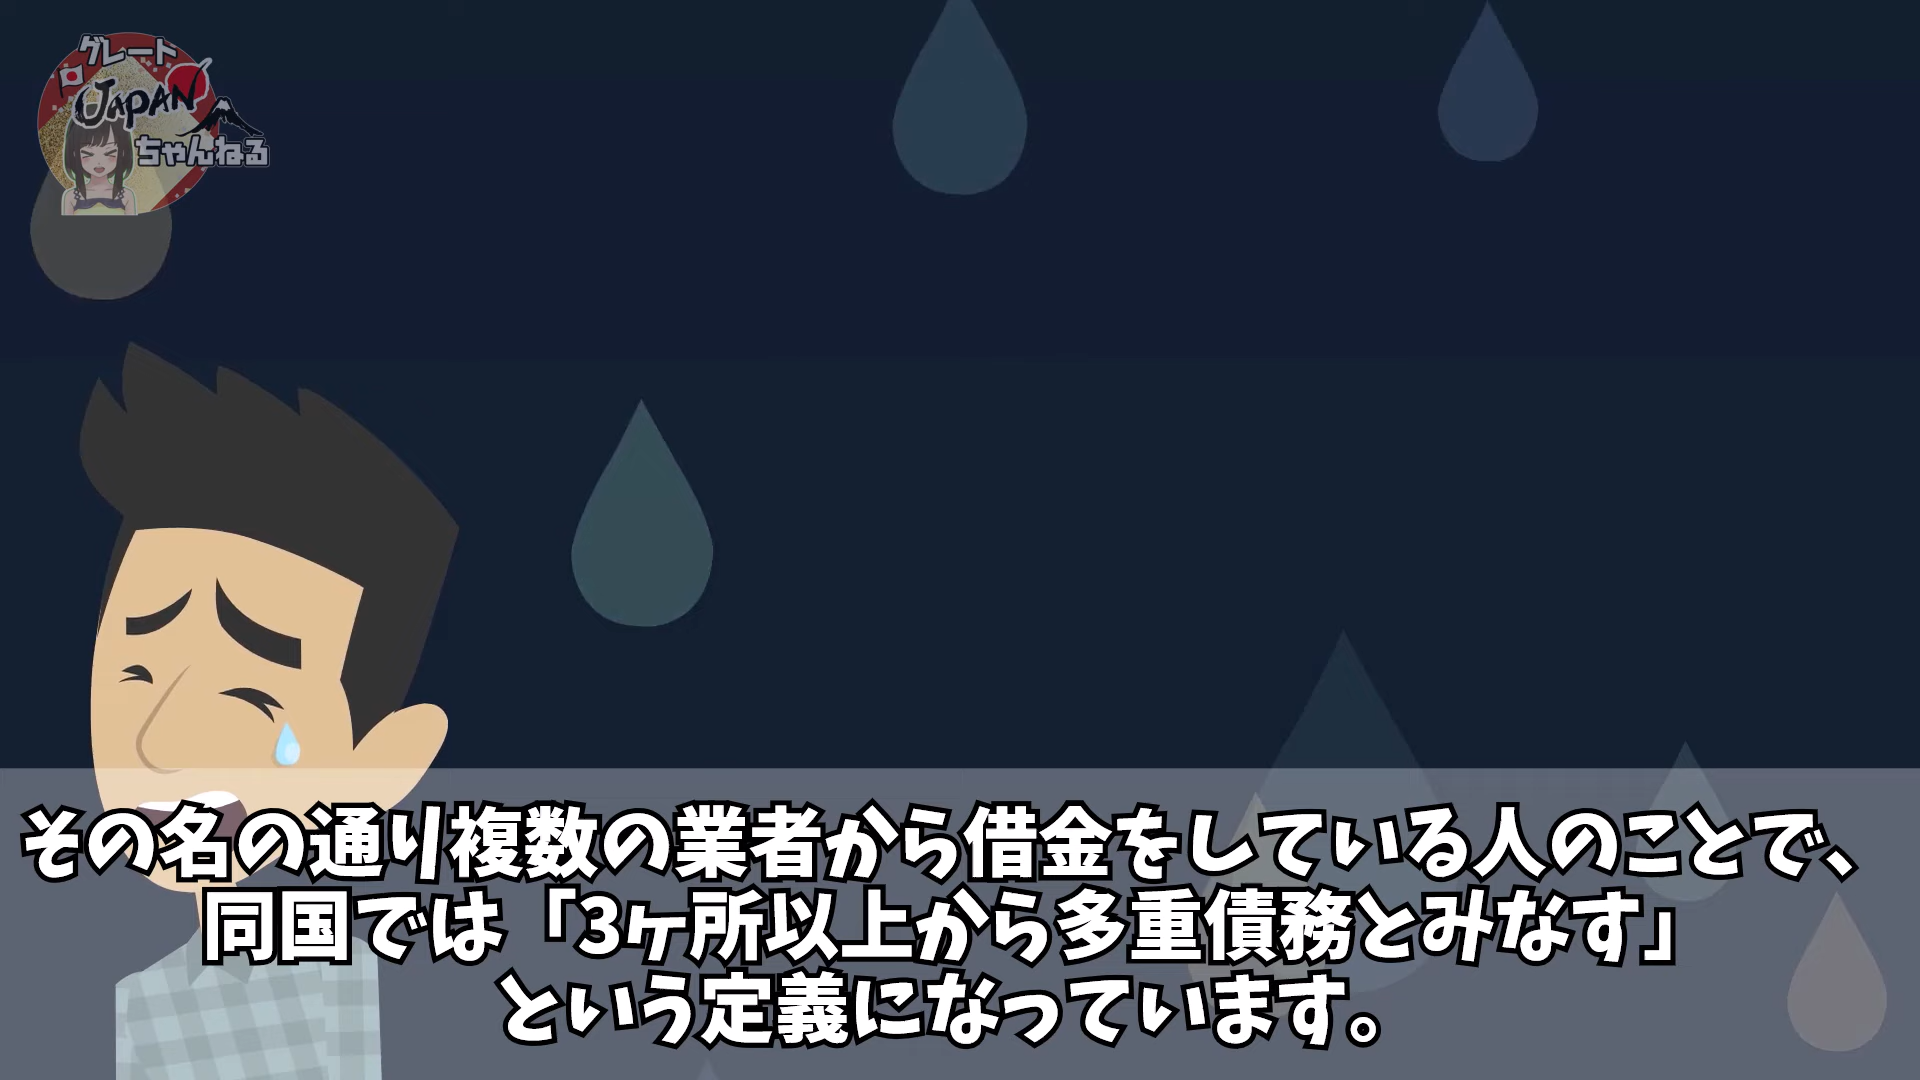 グレート
JAPAN
ちゃんねる
その名の通り複数の業者から借金をしている人のことで、
同国では「3ヶ所以上から多重債務とみなす」
という定義になっています。